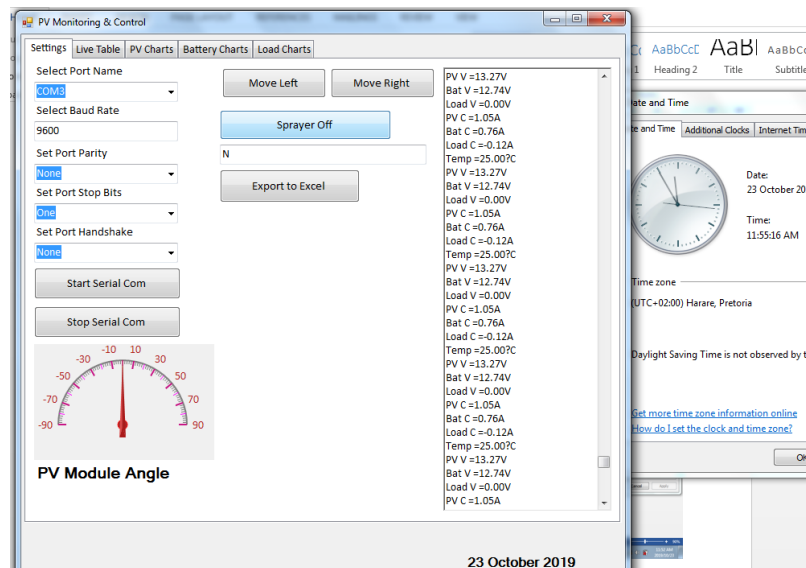 PV Monitoring & Control
Settings
Live Table
PV Charts
Battery Charts
Load Charts
Select Port Name
COM3
Select Baud Rate
9600
Set Port Parity
None
Set Port Stop Bits
One
Set Port Handshake
None
Start Serial Com
Stop Serial Com
-90
-70
-50
-30
-10
10
30
50
70
90
PV Module Angle
Move Left
Move Right
Sprayer Off
N
Export to Excel
PV V =13.27V
Bat V =12.74V
Load V =0.00V
PV C =1.05A
Bat C =0.76A
Load C =-0.12A
Temp =25.00?C
PV V =13.27V
Bat V =12.74V
Load V =0.00V
PV C =1.05A
Bat C =0.76A
Load C =-0.12A
Temp =25.00?C
PV V =13.27V
Bat V =12.74V
Load V =0.00V
PV C =1.05A
Bat C =0.76A
Load C =-0.12A
Temp =25.00?C
PV V =13.27V
Bat V =12.74V
Load V =0.00V
PV C =1.05A
Bat C =0.76A
Load C =-0.12A
Temp =25.00?C
PV V =13.27V
Bat V =12.74V
Load V =0.00V
PV C =1.05A
23 October 2019
AaBbCcD AaBl AaBbCc
1 Heading 2 Title Subtitle
ate and Time
te and Time
Additional Clocks
Internet Tim
Date:
23 October 20
Time:
11:55:16 AM
Time zone
(UTC+02:00) Harare, Pretoria
Daylight Saving Time is not observed by t
Get more time zone information online
How do I set the clock and time zone?
OK